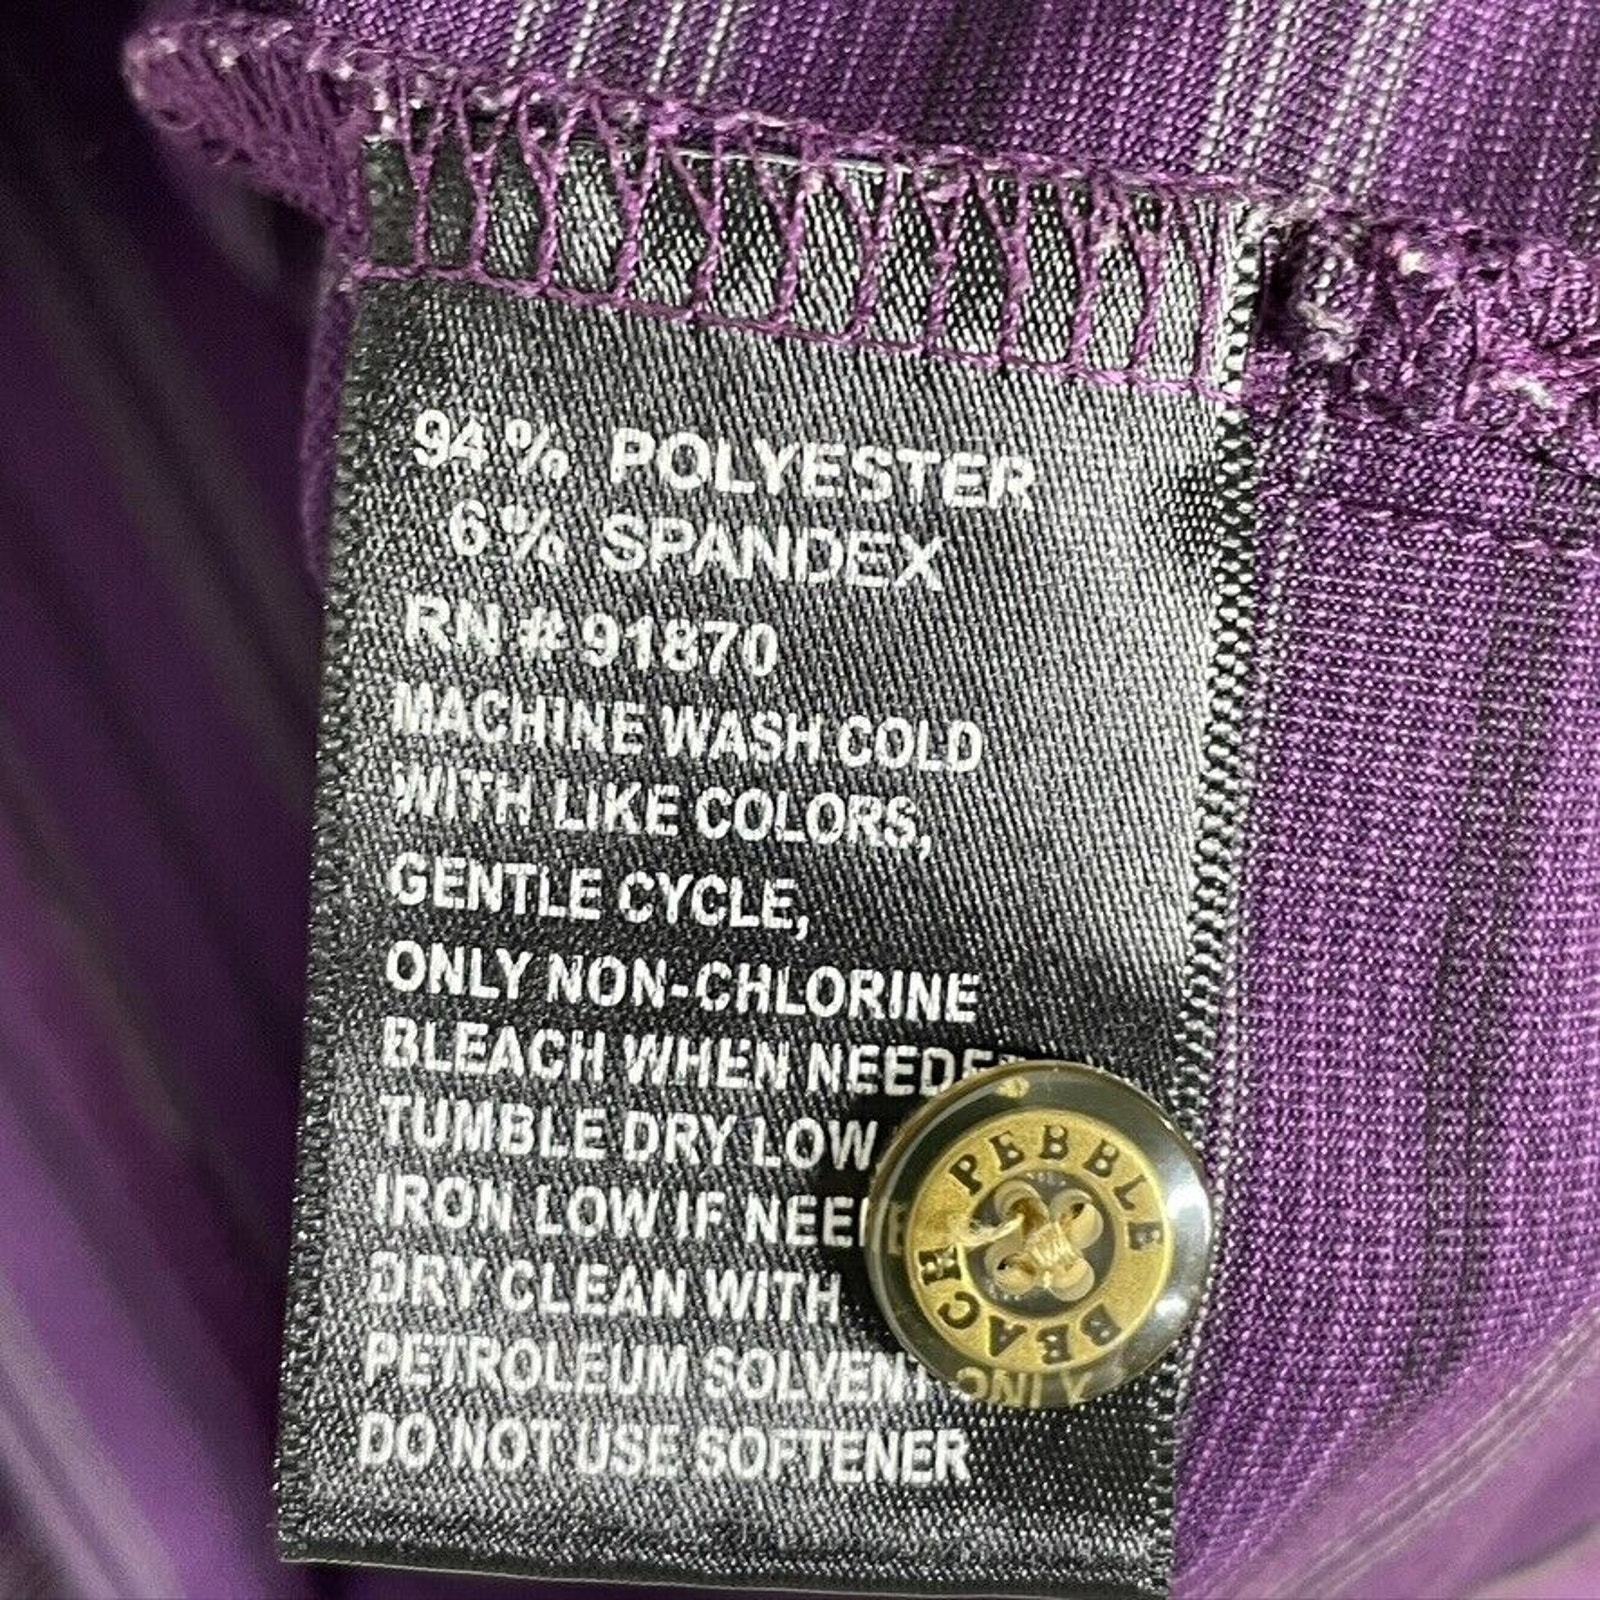 94% POLYESTER
6% SPANDEX
RN # 91870
MACHINE WASH COLD
WITH LIKE COLORS,
GENTLE CYCLE,
ONLY NON-CHLORINE
BLEACH WHEN
TUMBLE DRY LOW,
IRON LOW IF
DRY CLEAN WITH
PETROLEUM SOLVENT
DO NOT USE SOFTENER
PEBBLE BEACH